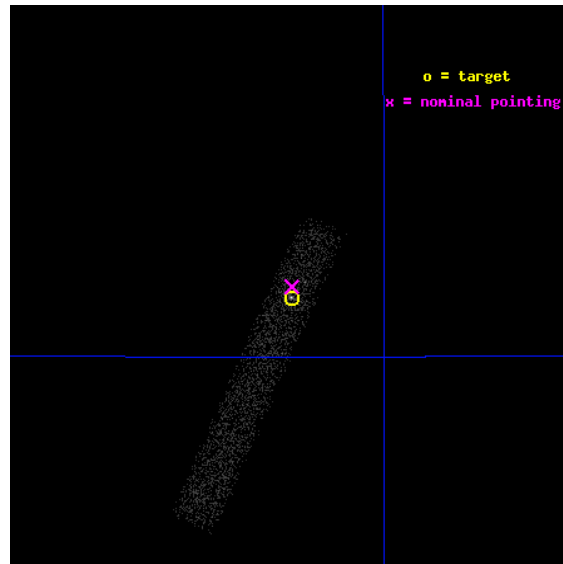 o = target
x = nominal pointing